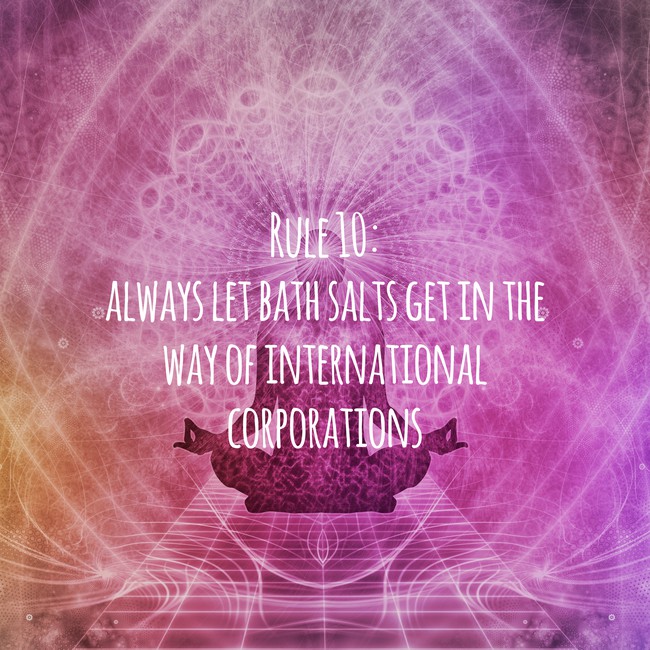 Rule 10:
always let bath salts get in the
way of international
corporations